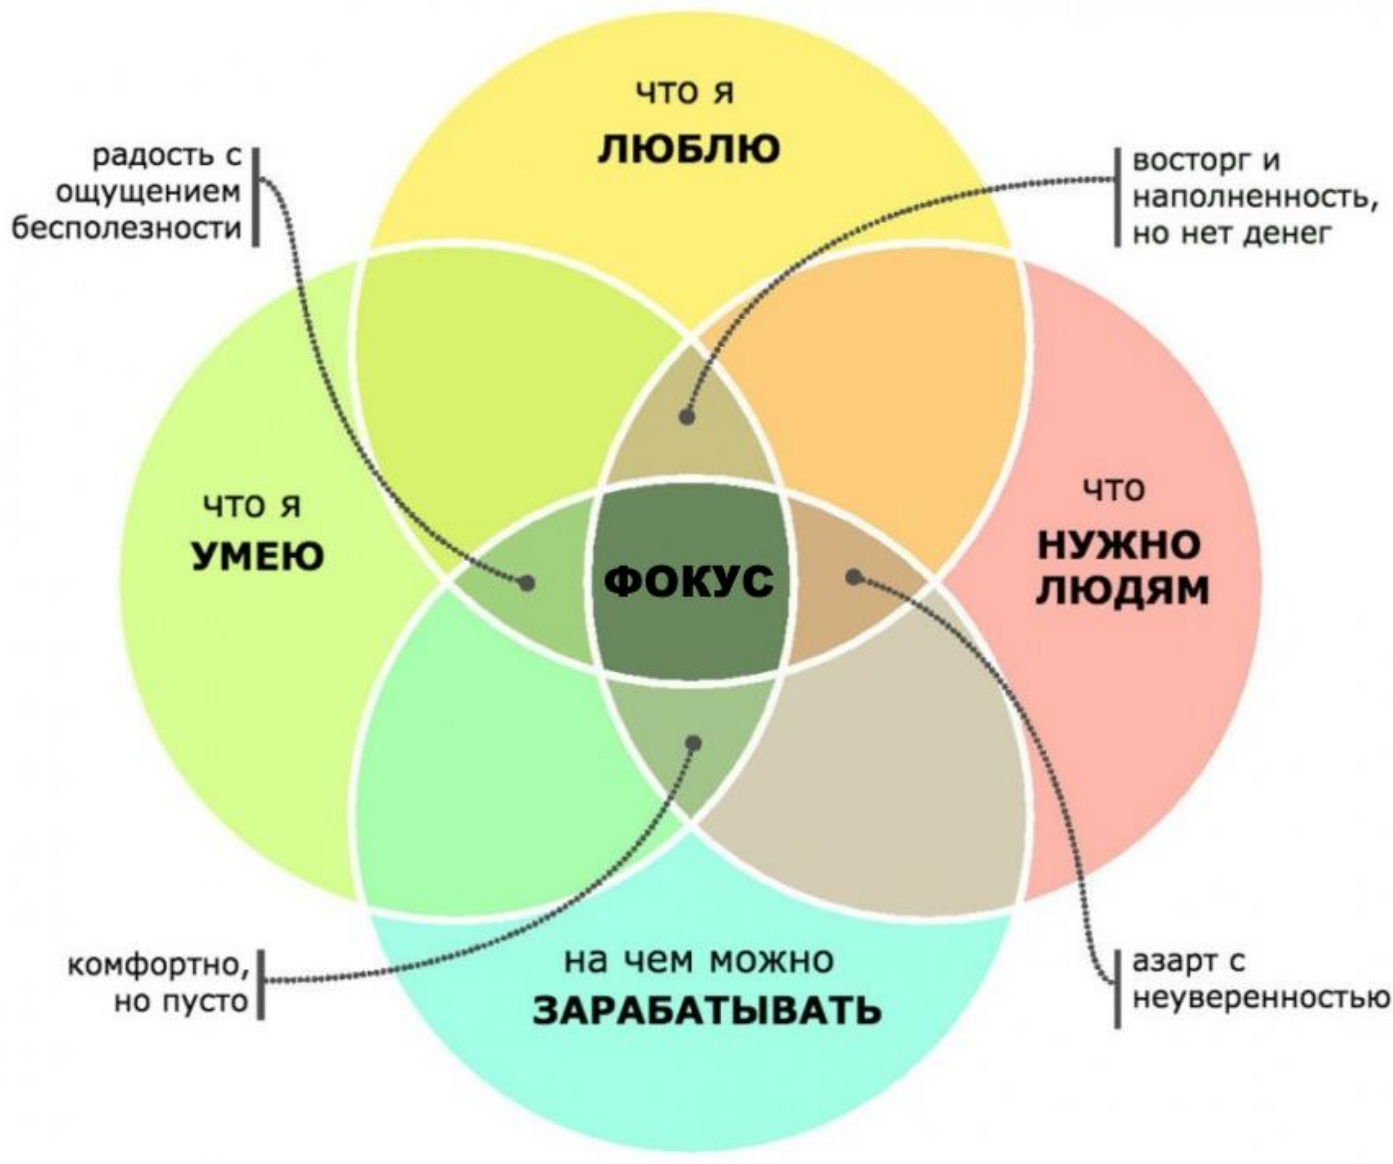 что я
ЛЮБЛЮ
радость с
ощущением
бесполезности
восторг и
наполненность,
но нет денег
что я
УМЕЮ
ФОКУС
что
НУЖНО
ЛЮДЯМ
комфортно,
но пусто
на чем можно
ЗАРАБАТЫВАТЬ
азарт с
неуверенностью